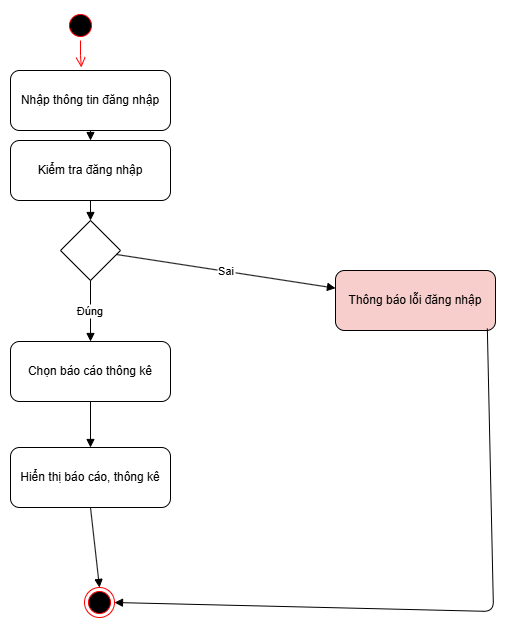 Nhập thông tin đăng nhập
Kiểm tra đăng nhập
Sai
Thông báo lỗi đăng nhập
Đúng
Chọn báo cáo thông kê
Hiển thị báo cáo, thông kê